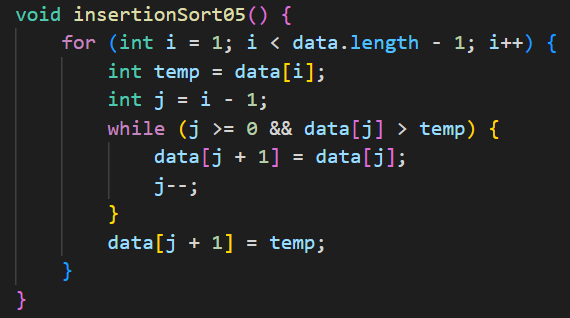 void insertionSort05() {
    for (int i = 1; i < data.length - 1; i++) {
        int temp = data[i];
        int j = i - 1;
        while (j >= 0 && data[j] > temp) {
            data[j + 1] = data[j];
            j--;
        }
        data[j + 1] = temp;
    }
}